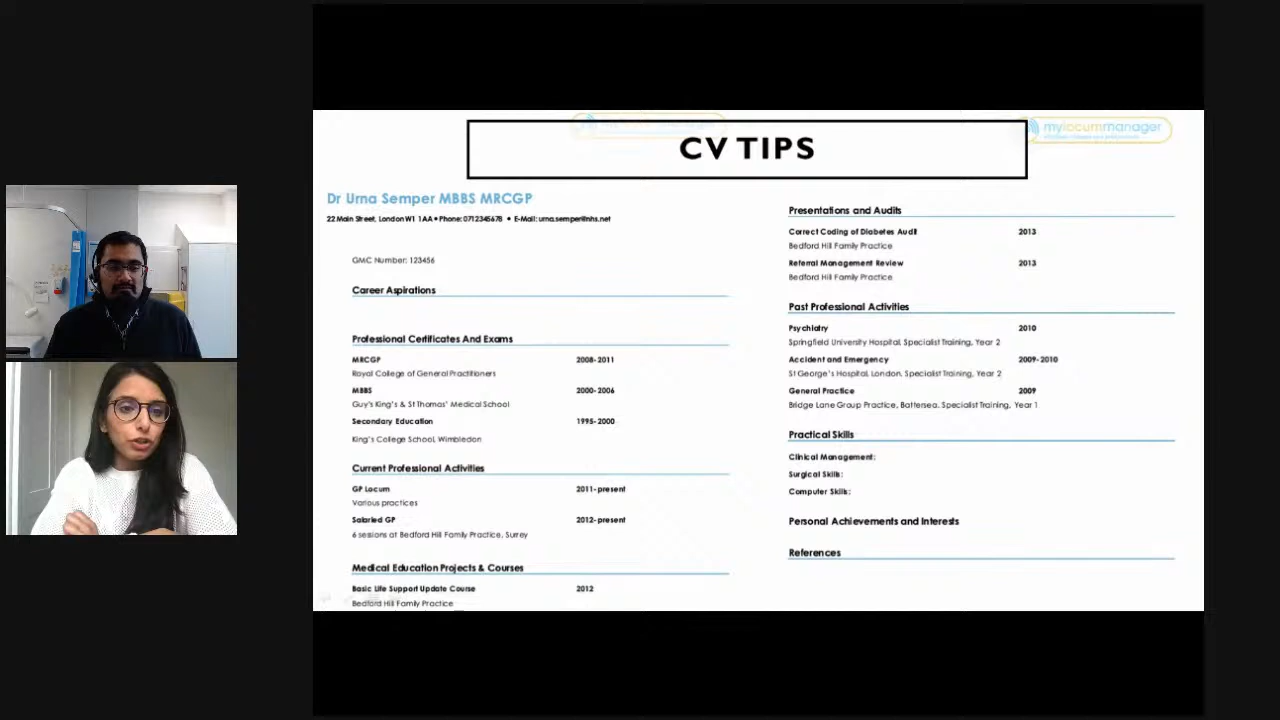 CV TIPS
mylocummanager
Dr Urna Semper MBBS MRCGP
22 Main Street, London W1 1AA • Phone: 0712345678 • E-Mail: urna.semper@nhs.net
GMC Number: 123456
Career Aspirations
Professional Certificates And Exams
MRCGP 2008-2011
Royal College of General Practitioners
MBBS 2000-2006
Guy's King's & St Thomas' Medical School
Secondary Education 1995-2000
King's College School, Wimbledon
Current Professional Activities
GP Locum 2011-present
Various practices
Salaried GP 2012-present
6 sessions at Bedford Hill Family Practice, Surrey
Medical Education Projects & Courses
Basic Life Support Update Course 2012
Bedford Hill Family Practice
Presentations and Audits
Correct Coding of Diabetes Audit 2013
Bedford Hill Family Practice
Referral Management Review 2013
Bedford Hill Family Practice
Past Professional Activities
Psychiatry 2010
Springfield University Hospital. Specialist Training, Year 2
Accident and Emergency 2009-2010
St George's Hospital, London. Specialist Training, Year 2
General Practice 2009
Bridge Lane Group Practice, Battersea. Specialist Training, Year 1
Practical Skills
Clinical Management:
Surgical Skills:
Computer Skills:
Personal Achievements and Interests
References